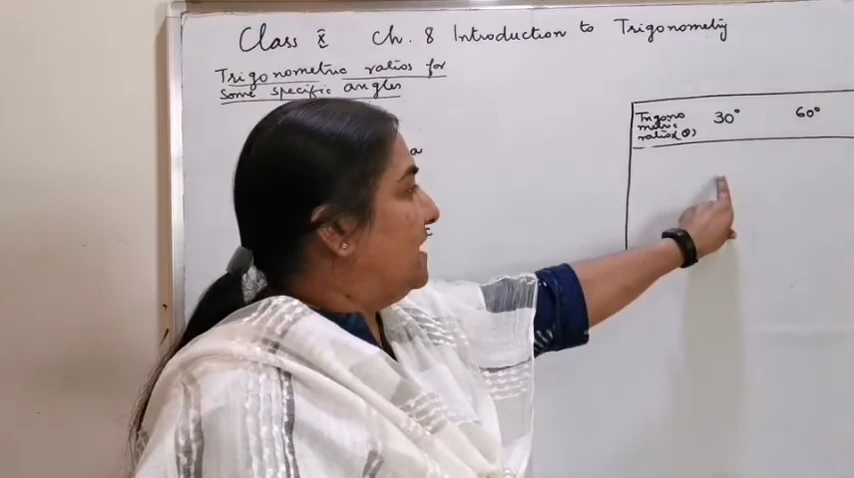 Class X Ch. 8 Introduction to Trigonometry
Trigonometric ratios for
Some specific angles
Trigono
metric
ratios(θ)
30° 60°